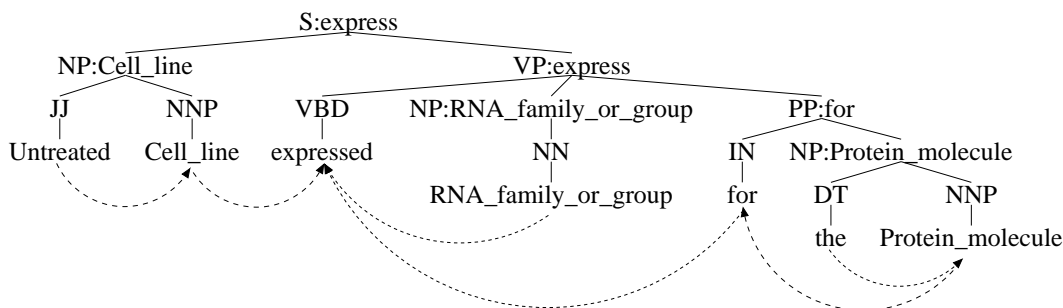 S:express
NP:Cell_line VP:express
JJ NNP VBD NP:RNA_family_or_group PP:for
Untreated Cell_line expressed NN IN NP:Protein_molecule
RNA_family_or_group for DT NNP
the Protein_molecule